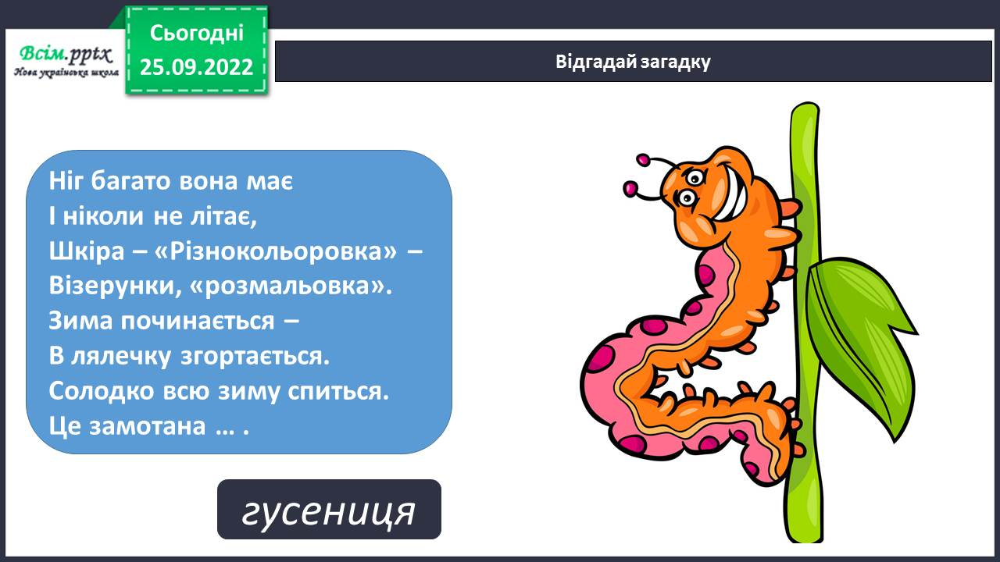 Сьогодні
25.09.2022
Всім.pptx
Нова українська школа
Відгадай загадку
Ніг багато вона має
І ніколи не літає,
Шкіра – «Різнокольоровка» –
Візерунки, «розмальовка».
Зима починається –
В лялечку згортається.
Солодко всю зиму спиться.
Це замотана … .
гусениця